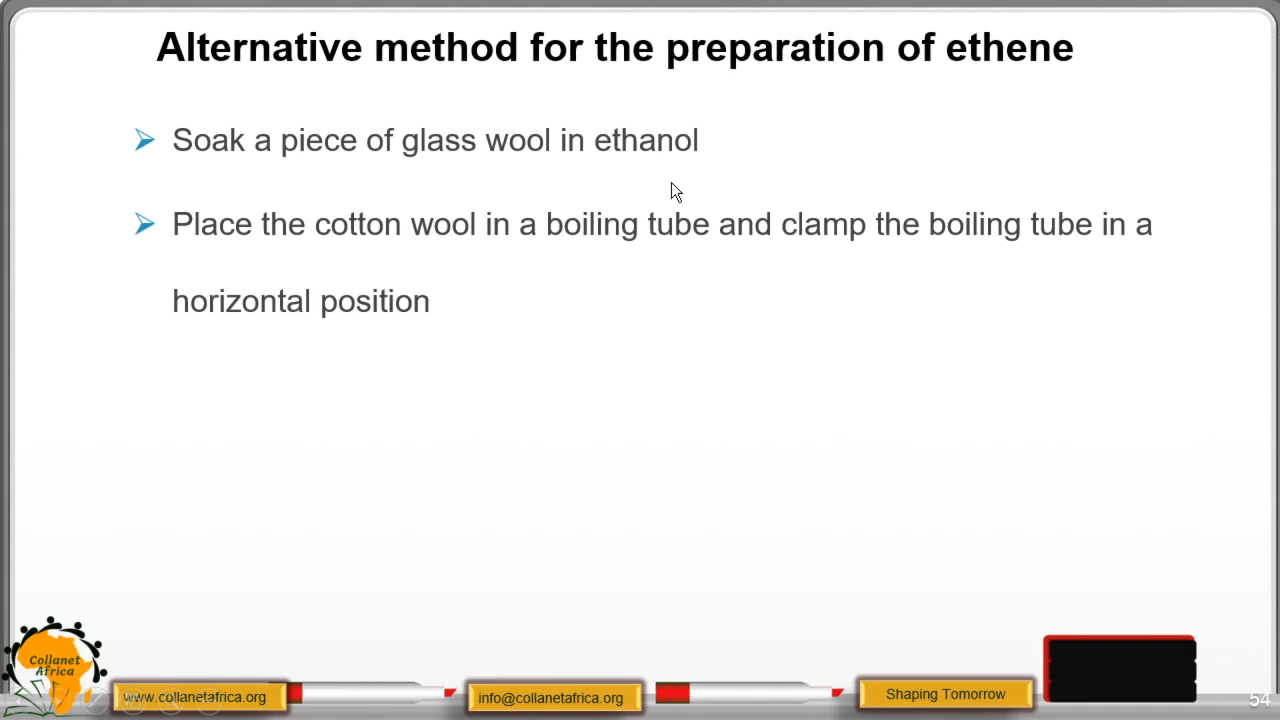 Alternative method for the preparation of ethene
Soak a piece of glass wool in ethanol
Place the cotton wool in a boiling tube and clamp the boiling tube in a
horizontal position
Collanet
Africa
www.collanetafrica.org
info@collanetafrica.org
Shaping Tomorrow
54